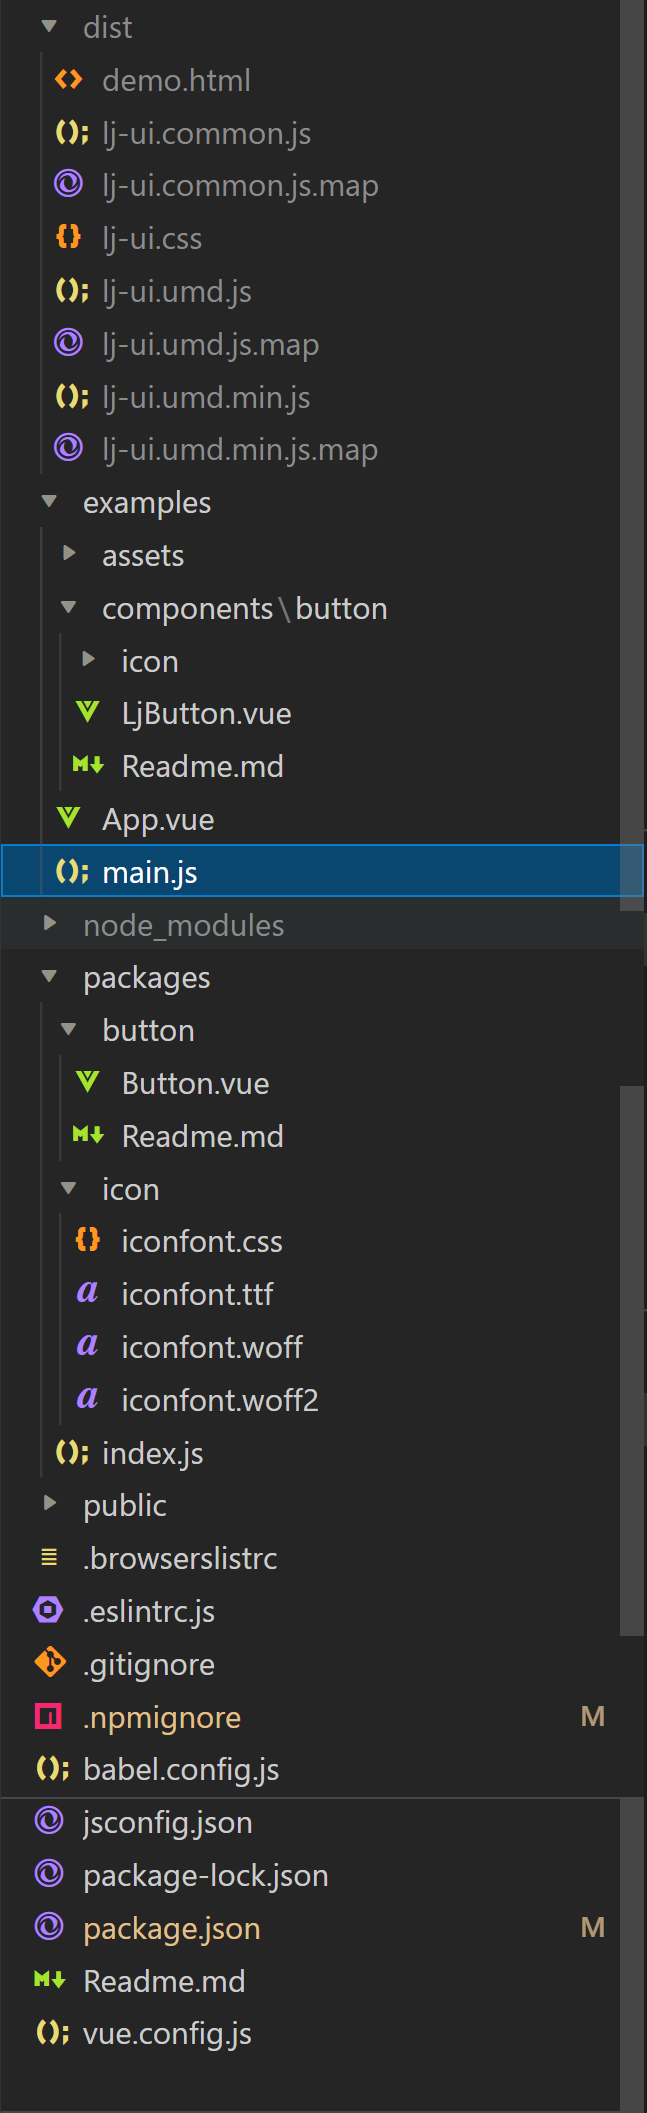 dist
demo.html
lj-ui.common.js
lj-ui.common.js.map
lj-ui.css
lj-ui.umd.js
lj-ui.umd.js.map
lj-ui.umd.min.js
lj-ui.umd.min.js.map
examples
assets
components\button
icon
LjButton.vue
Readme.md
App.vue
main.js
node_modules
packages
button
Button.vue
Readme.md
icon
iconfont.css
iconfont.ttf
iconfont.woff
iconfont.woff2
index.js
public
.browserslistrc
.eslintrc.js
.gitignore
.npmignore M
babel.config.js
jsconfig.json
package-lock.json
package.json M
Readme.md
vue.config.js